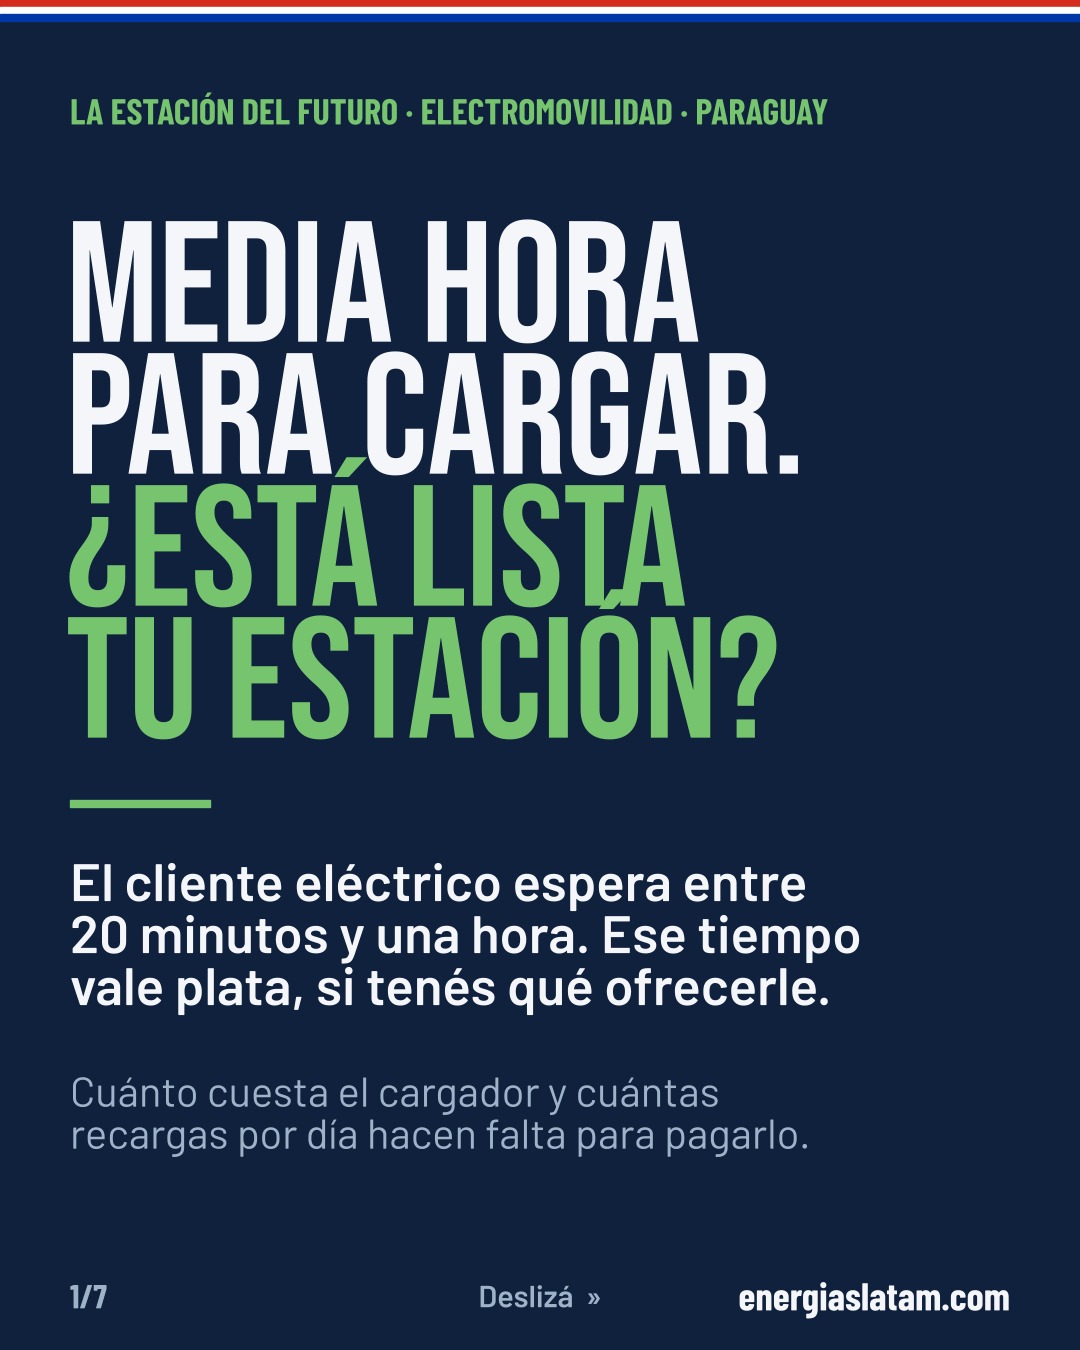 LA ESTACIÓN DEL FUTURO · ELECTROMOVILIDAD · PARAGUAY
MEDIA HORA
PARA CARGAR.
¿ESTÁ LISTA
TU ESTACIÓN?
El cliente eléctrico espera entre
20 minutos y una hora. Ese tiempo
vale plata, si tenés qué ofrecerle.
Cuánto cuesta el cargador y cuántas
recargas por día hacen falta para pagarlo.
1/7
Deslizá »
energiaslatam.com